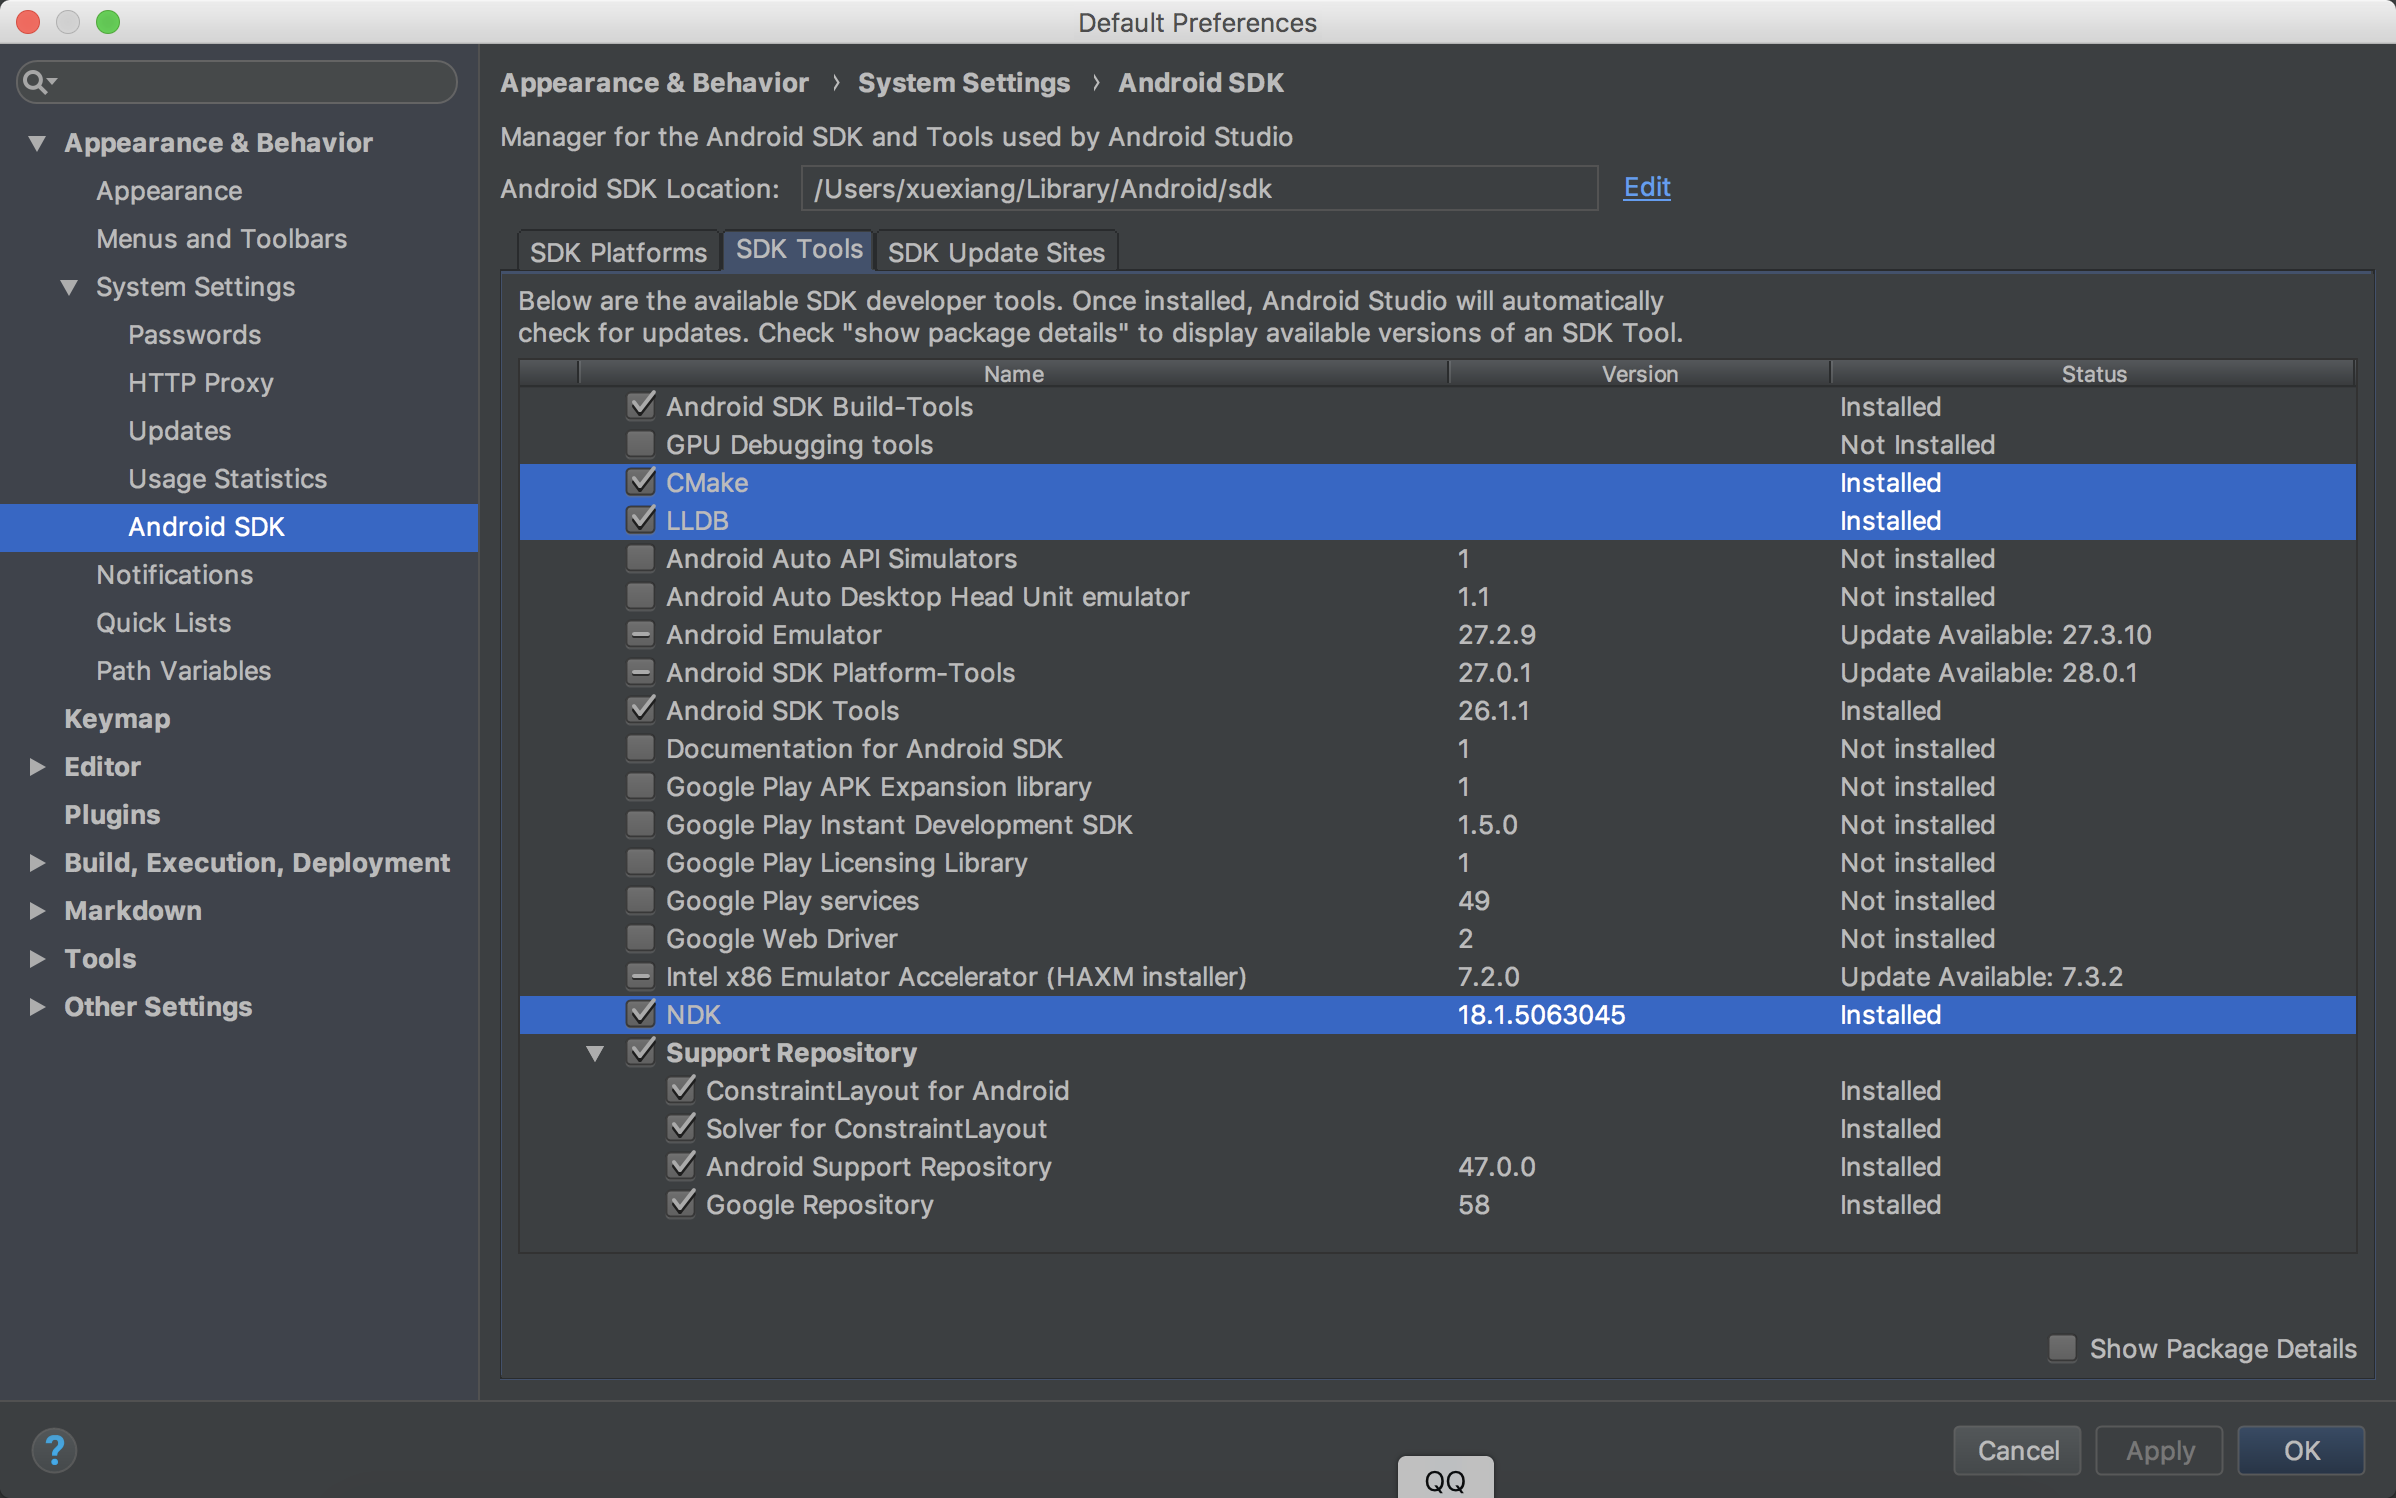 Default Preferences
Appearance & Behavior
Appearance
Menus and Toolbars
System Settings
Passwords
HTTP Proxy
Updates
Usage Statistics
Android SDK
Notifications
Quick Lists
Path Variables
Keymap
Editor
Plugins
Build, Execution, Deployment
Markdown
Tools
Other Settings
Appearance & Behavior › System Settings › Android SDK
Manager for the Android SDK and Tools used by Android Studio
Android SDK Location: /Users/xuexiang/Library/Android/sdk Edit
SDK Platforms SDK Tools SDK Update Sites
Below are the available SDK developer tools. Once installed, Android Studio will automatically
check for updates. Check "show package details" to display available versions of an SDK Tool.
Name Version Status
Android SDK Build-Tools Installed
GPU Debugging tools Not Installed
CMake Installed
LLDB Installed
Android Auto API Simulators 1 Not installed
Android Auto Desktop Head Unit emulator 1.1 Not installed
Android Emulator 27.2.9 Update Available: 27.3.10
Android SDK Platform-Tools 27.0.1 Update Available: 28.0.1
Android SDK Tools 26.1.1 Installed
Documentation for Android SDK 1 Not installed
Google Play APK Expansion library 1 Not installed
Google Play Instant Development SDK 1.5.0 Not installed
Google Play Licensing Library 1 Not installed
Google Play services 49 Not installed
Google Web Driver 2 Not installed
Intel x86 Emulator Accelerator (HAXM installer) 7.2.0 Update Available: 7.3.2
NDK 18.1.5063045 Installed
Support Repository
ConstraintLayout for Android Installed
Solver for ConstraintLayout Installed
Android Support Repository 47.0.0 Installed
Google Repository 58 Installed
Show Package Details
? Cancel Apply OK
QQ